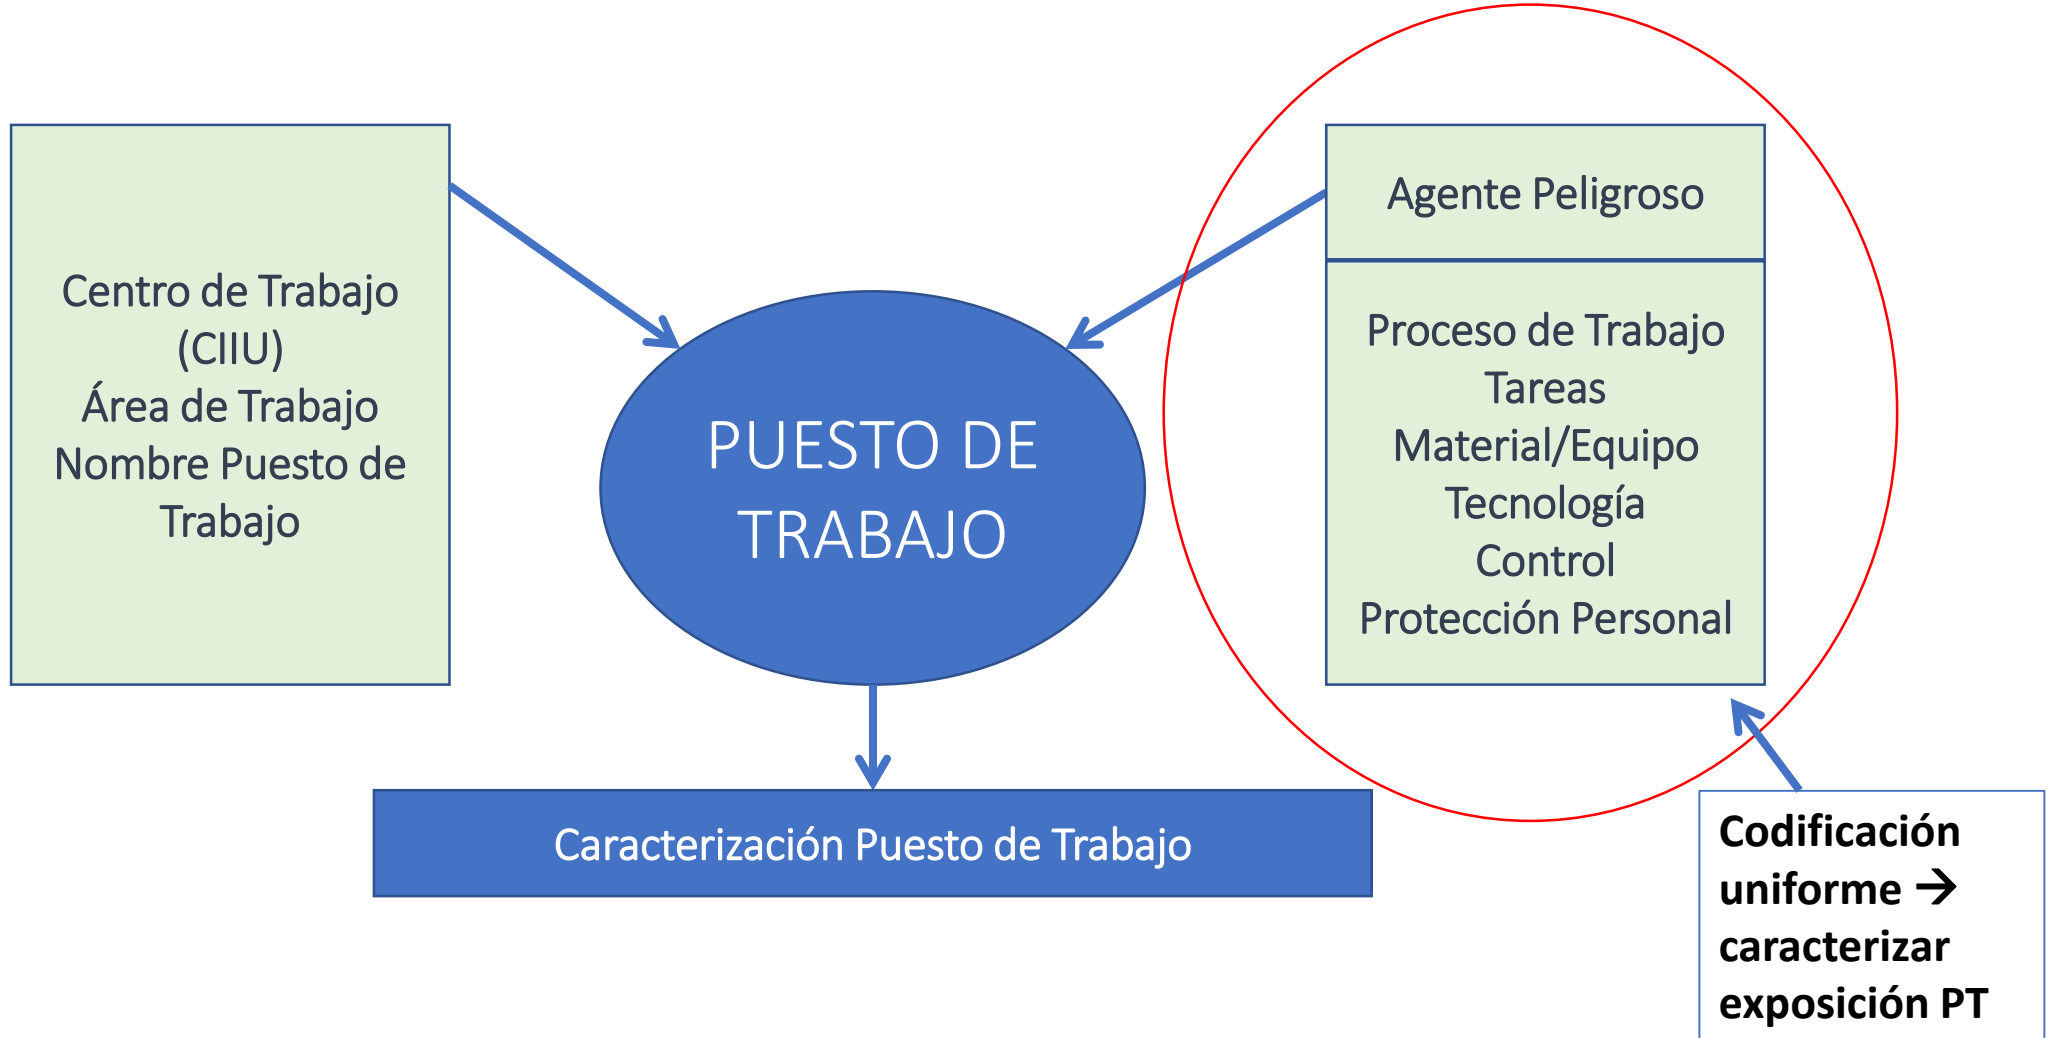 Centro de Trabajo
(CIIU)
Área de Trabajo
Nombre Puesto de
Trabajo
PUESTO DE
TRABAJO
Agente Peligroso
Proceso de Trabajo
Tareas
Material/Equipo
Tecnología
Control
Protección Personal
Caracterización Puesto de Trabajo
Codificación
uniforme →
caracterizar
exposición PT